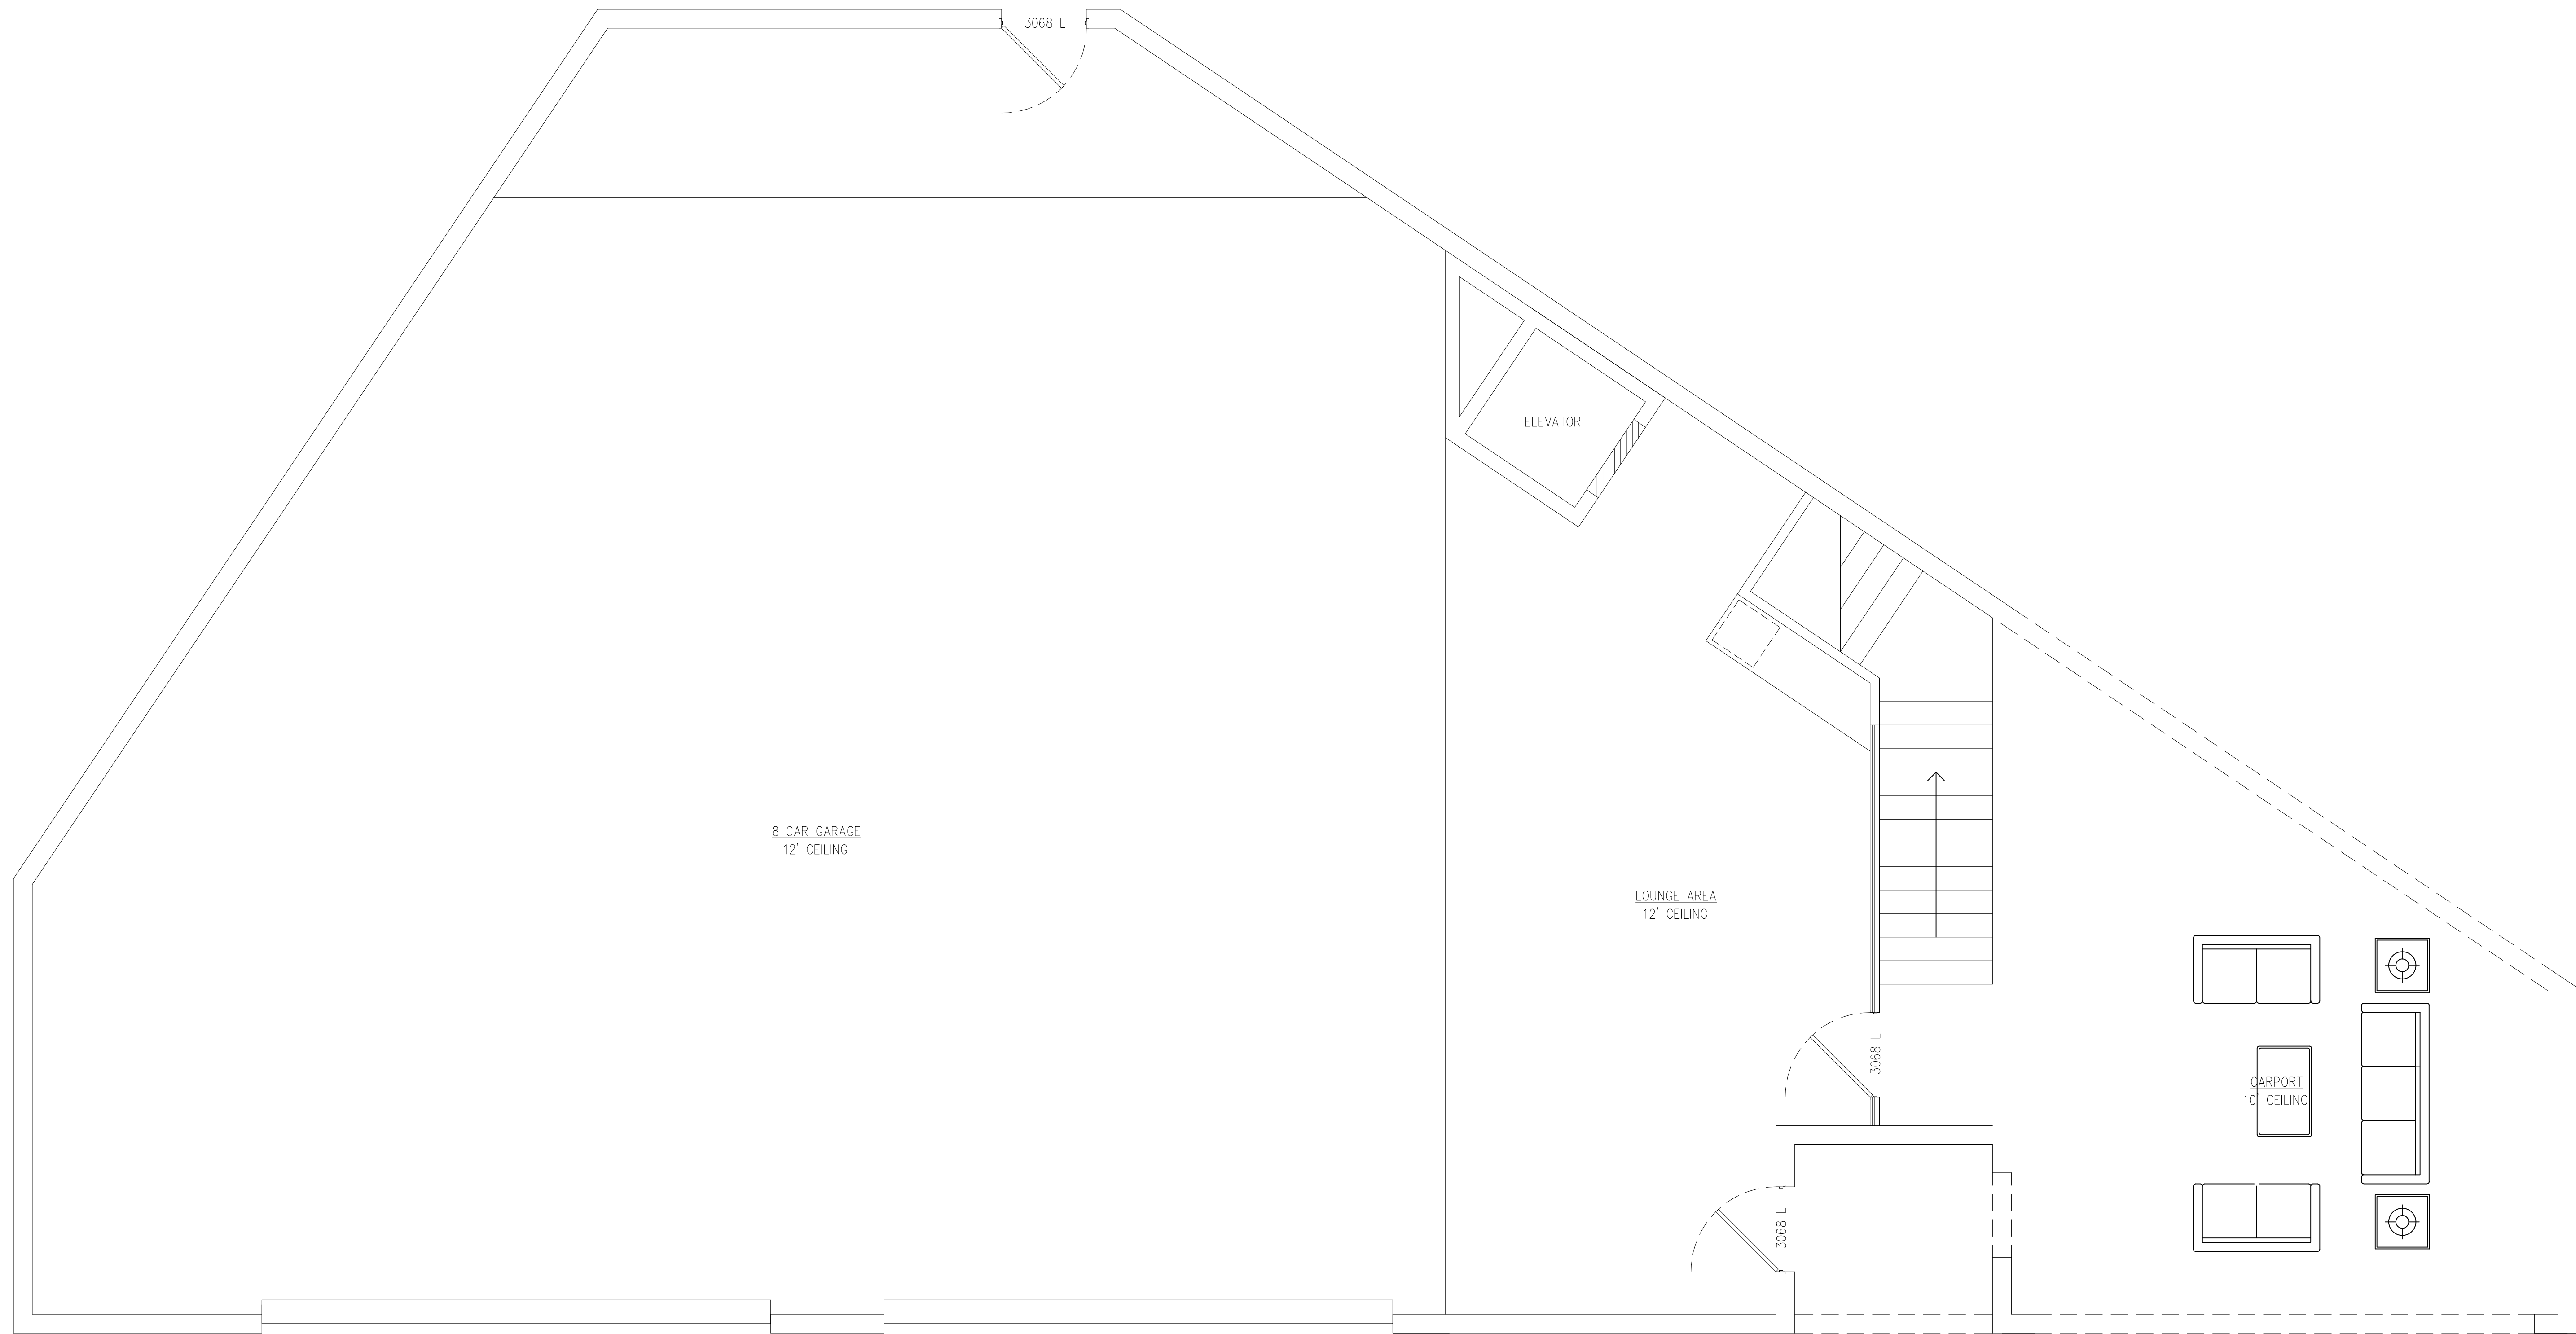 3068 L
ELEVATOR
8 CAR GARAGE
12' CEILING
LOUNGE AREA
12' CEILING
3068 L
CARPORT
10' CEILING
3068 L